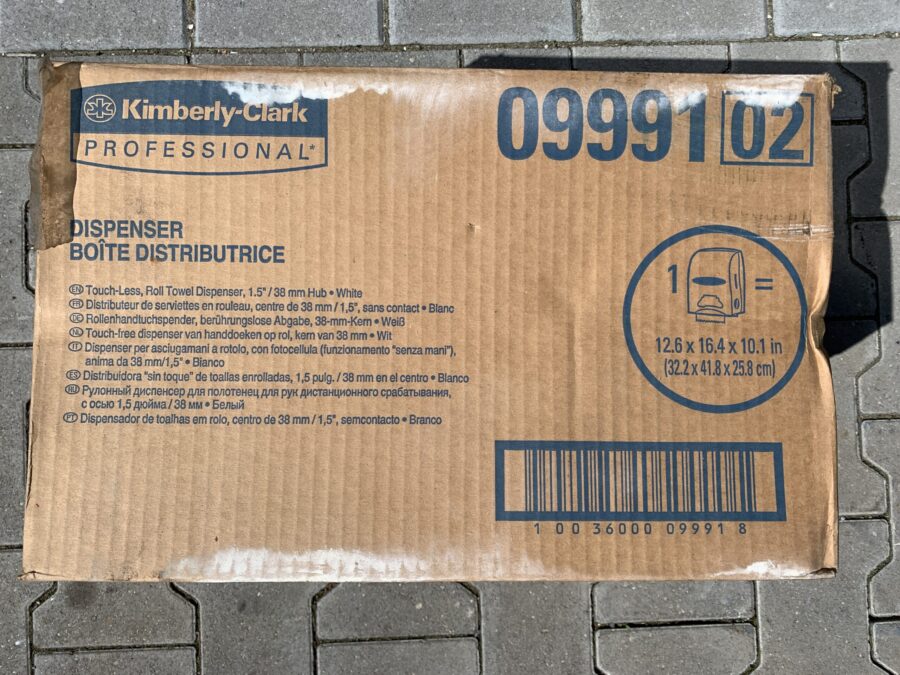 Kimberly-Clark
PROFESSIONAL*
09991 02
DISPENSER
BOÎTE DISTRIBUTRICE
EN Touch-Less, Roll Towel Dispenser, 1.5" / 38 mm Hub • White
FR Distributeur de serviettes en rouleau, centre de 38 mm / 1,5", sans contact • Blanc
DE Rollenhandtuchspender, berührungslose Abgabe, 38-mm-Kern • Weiß
NL Touch-free dispenser van handdoeken op rol, kern van 38 mm • Wit
IT Dispenser per asciugamani a rotolo, con fotocellula (funzionamento "senza mani"),
anima da 38 mm/1,5" • Bianco
ES Distribuidora "sin toque" de toallas enrolladas, 1,5 pulg. / 38 mm en el centro • Blanco
RU Рулонный диспенсер для полотенец для рук дистанционного срабатывания,
с осью 1,5 дюйма / 38 мм • Белый
PT Dispensador de toalhas em rolo, centro de 38 mm / 1,5", semcontacto • Branco
1 =
12.6 x 16.4 x 10.1 in
(32.2 x 41.8 x 25.8 cm)
1 00 36000 09991 8